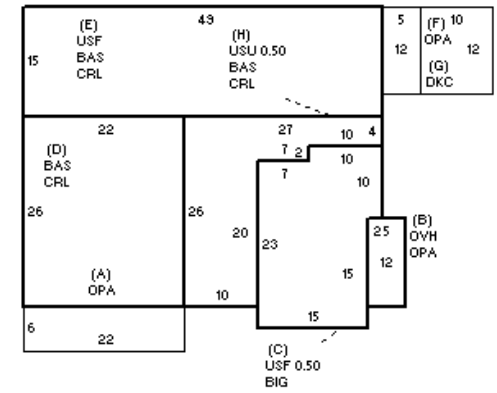 49
5
(F) 10
OPA
12
12
(G)
DKC
(E)
USF
BAS
CRL
15
(H)
USU 0.50
BAS
CRL
22
27
10
4
7
2
10
7
10
(D)
BAS
CRL
26
26
20
23
25
(B)
OVH
OPA
12
15
(A)
OPA
10
15
6
22
(C)
USF 0.50
BIG